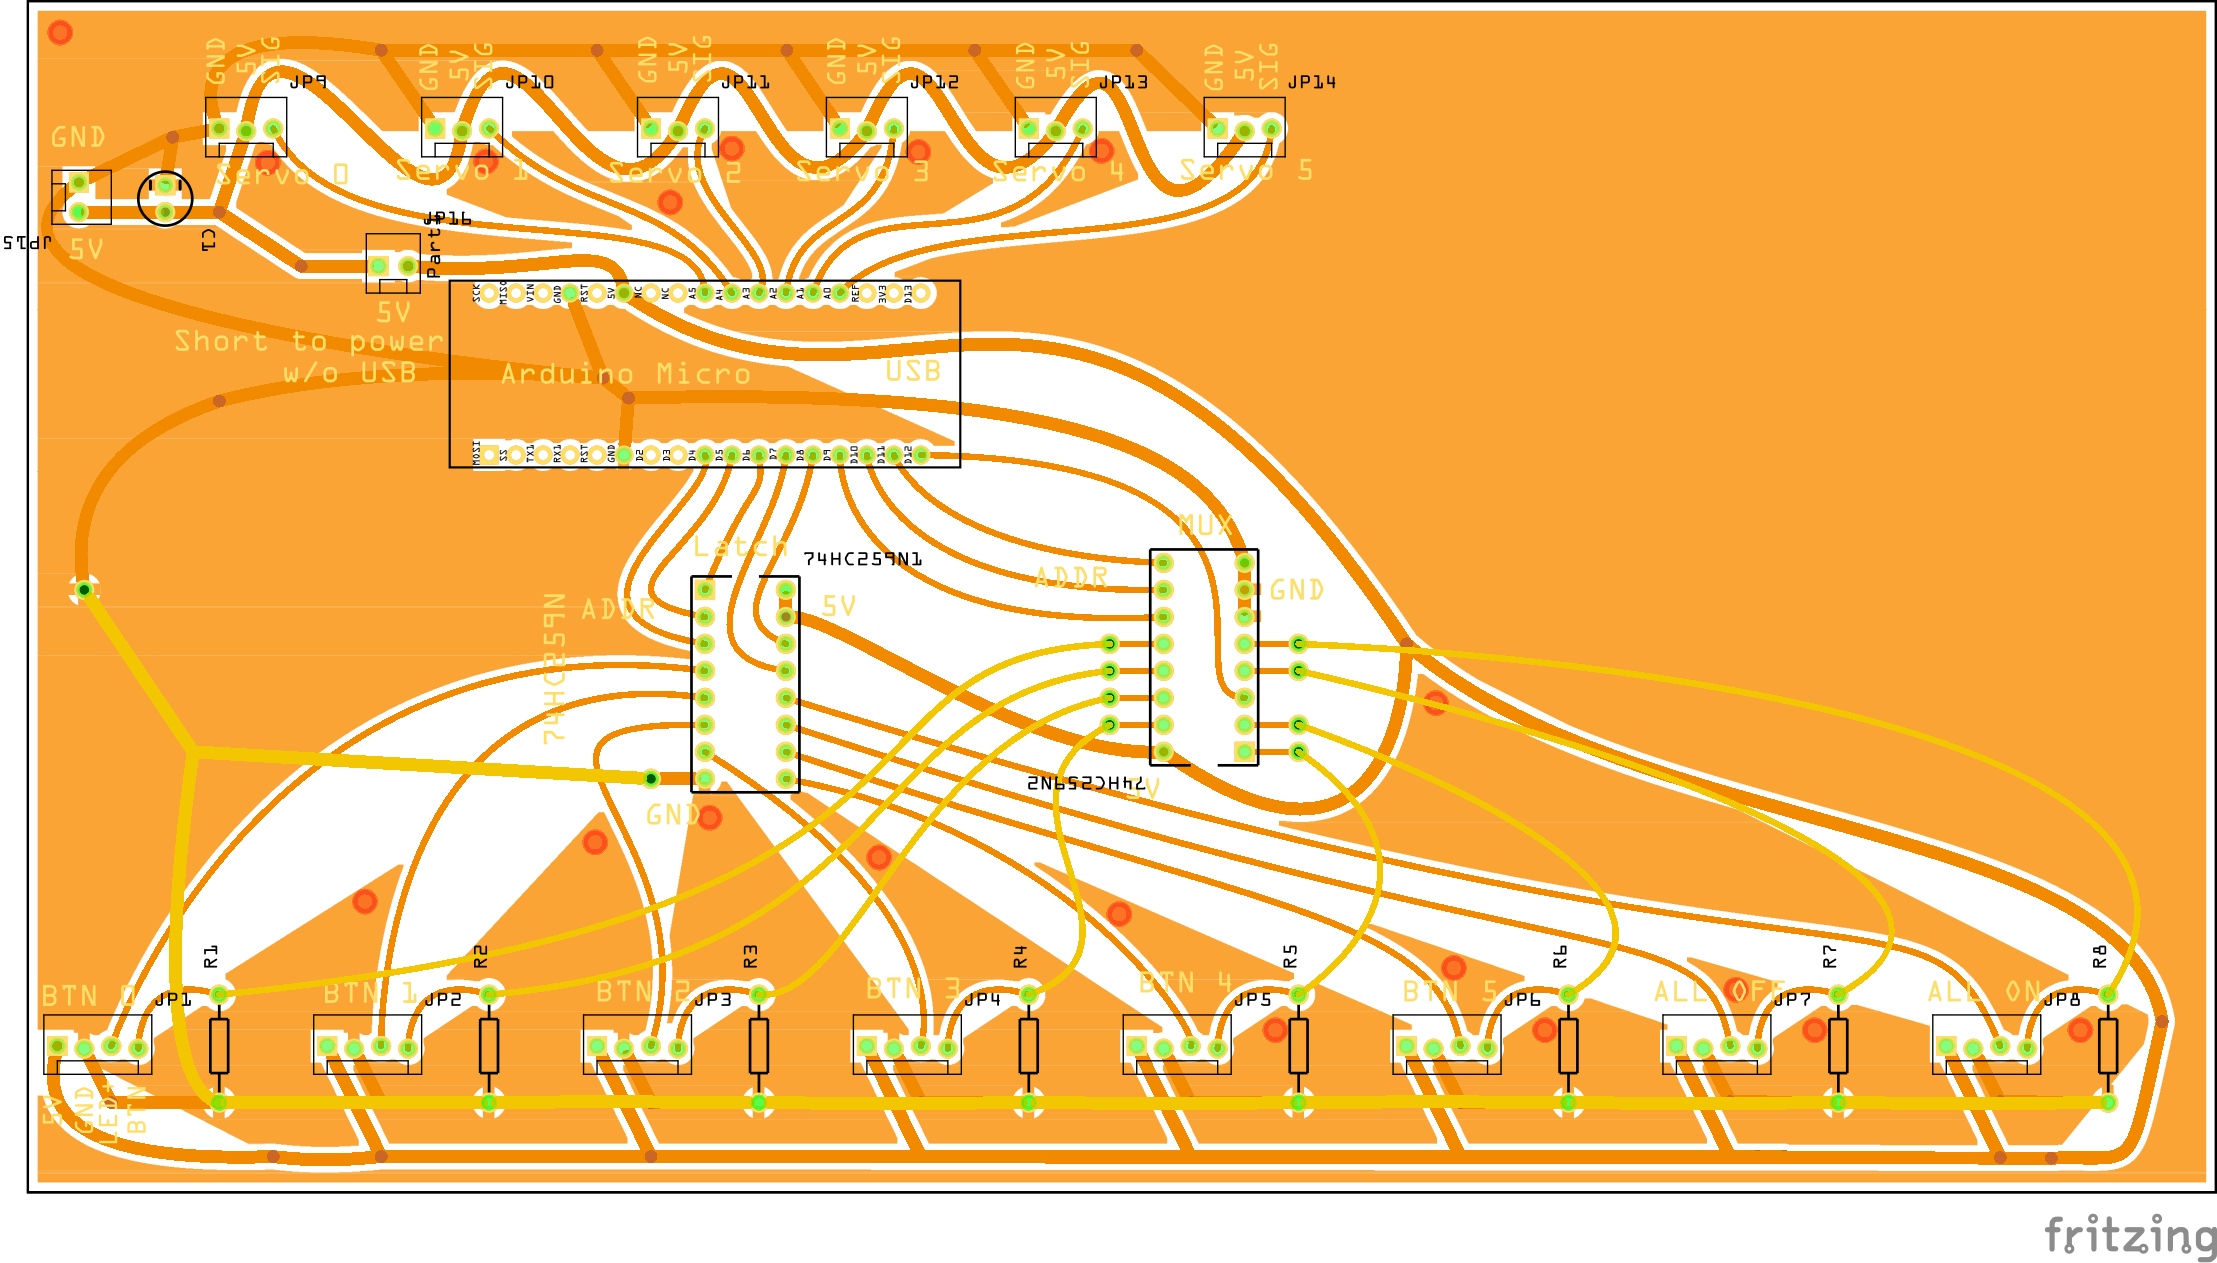 GND 5V SIG
GND 5V SIG
GND 5V SIG
GND 5V SIG
GND 5V SIG
GND 5V SIG
JP9
JP10
JP11
JP12
JP13
JP14
GND
Servo 0
Servo 1
Servo 2
Servo 3
Servo 4
Servo 5
JP15
5V
C1
JP16
Part1
5V
Short to power
w/o USB
SCK MISO VIN GND RST 5V NC NC A5 A4 A3 A2 A1 A0 REF 3V3 D13
Arduino Micro
USB
MOSI SS TX1 RX1 RST GND D2 D3 D4 D5 D6 D7 D8 D9 D10 D11 D12
MUX
Latch
74HC259N1
ADDR
GND
ADDR
5V
74HC259N
74HC259N2
5V
GND
R1
R2
R3
R4
R5
R6
R7
R8
BTN 0
JP1
BTN 1
JP2
BTN 2
JP3
BTN 3
JP4
BTN 4
JP5
BTN 5
JP6
ALL OFF
JP7
ALL ON
JP8
5V
GND
LED+
BTN
fritzing